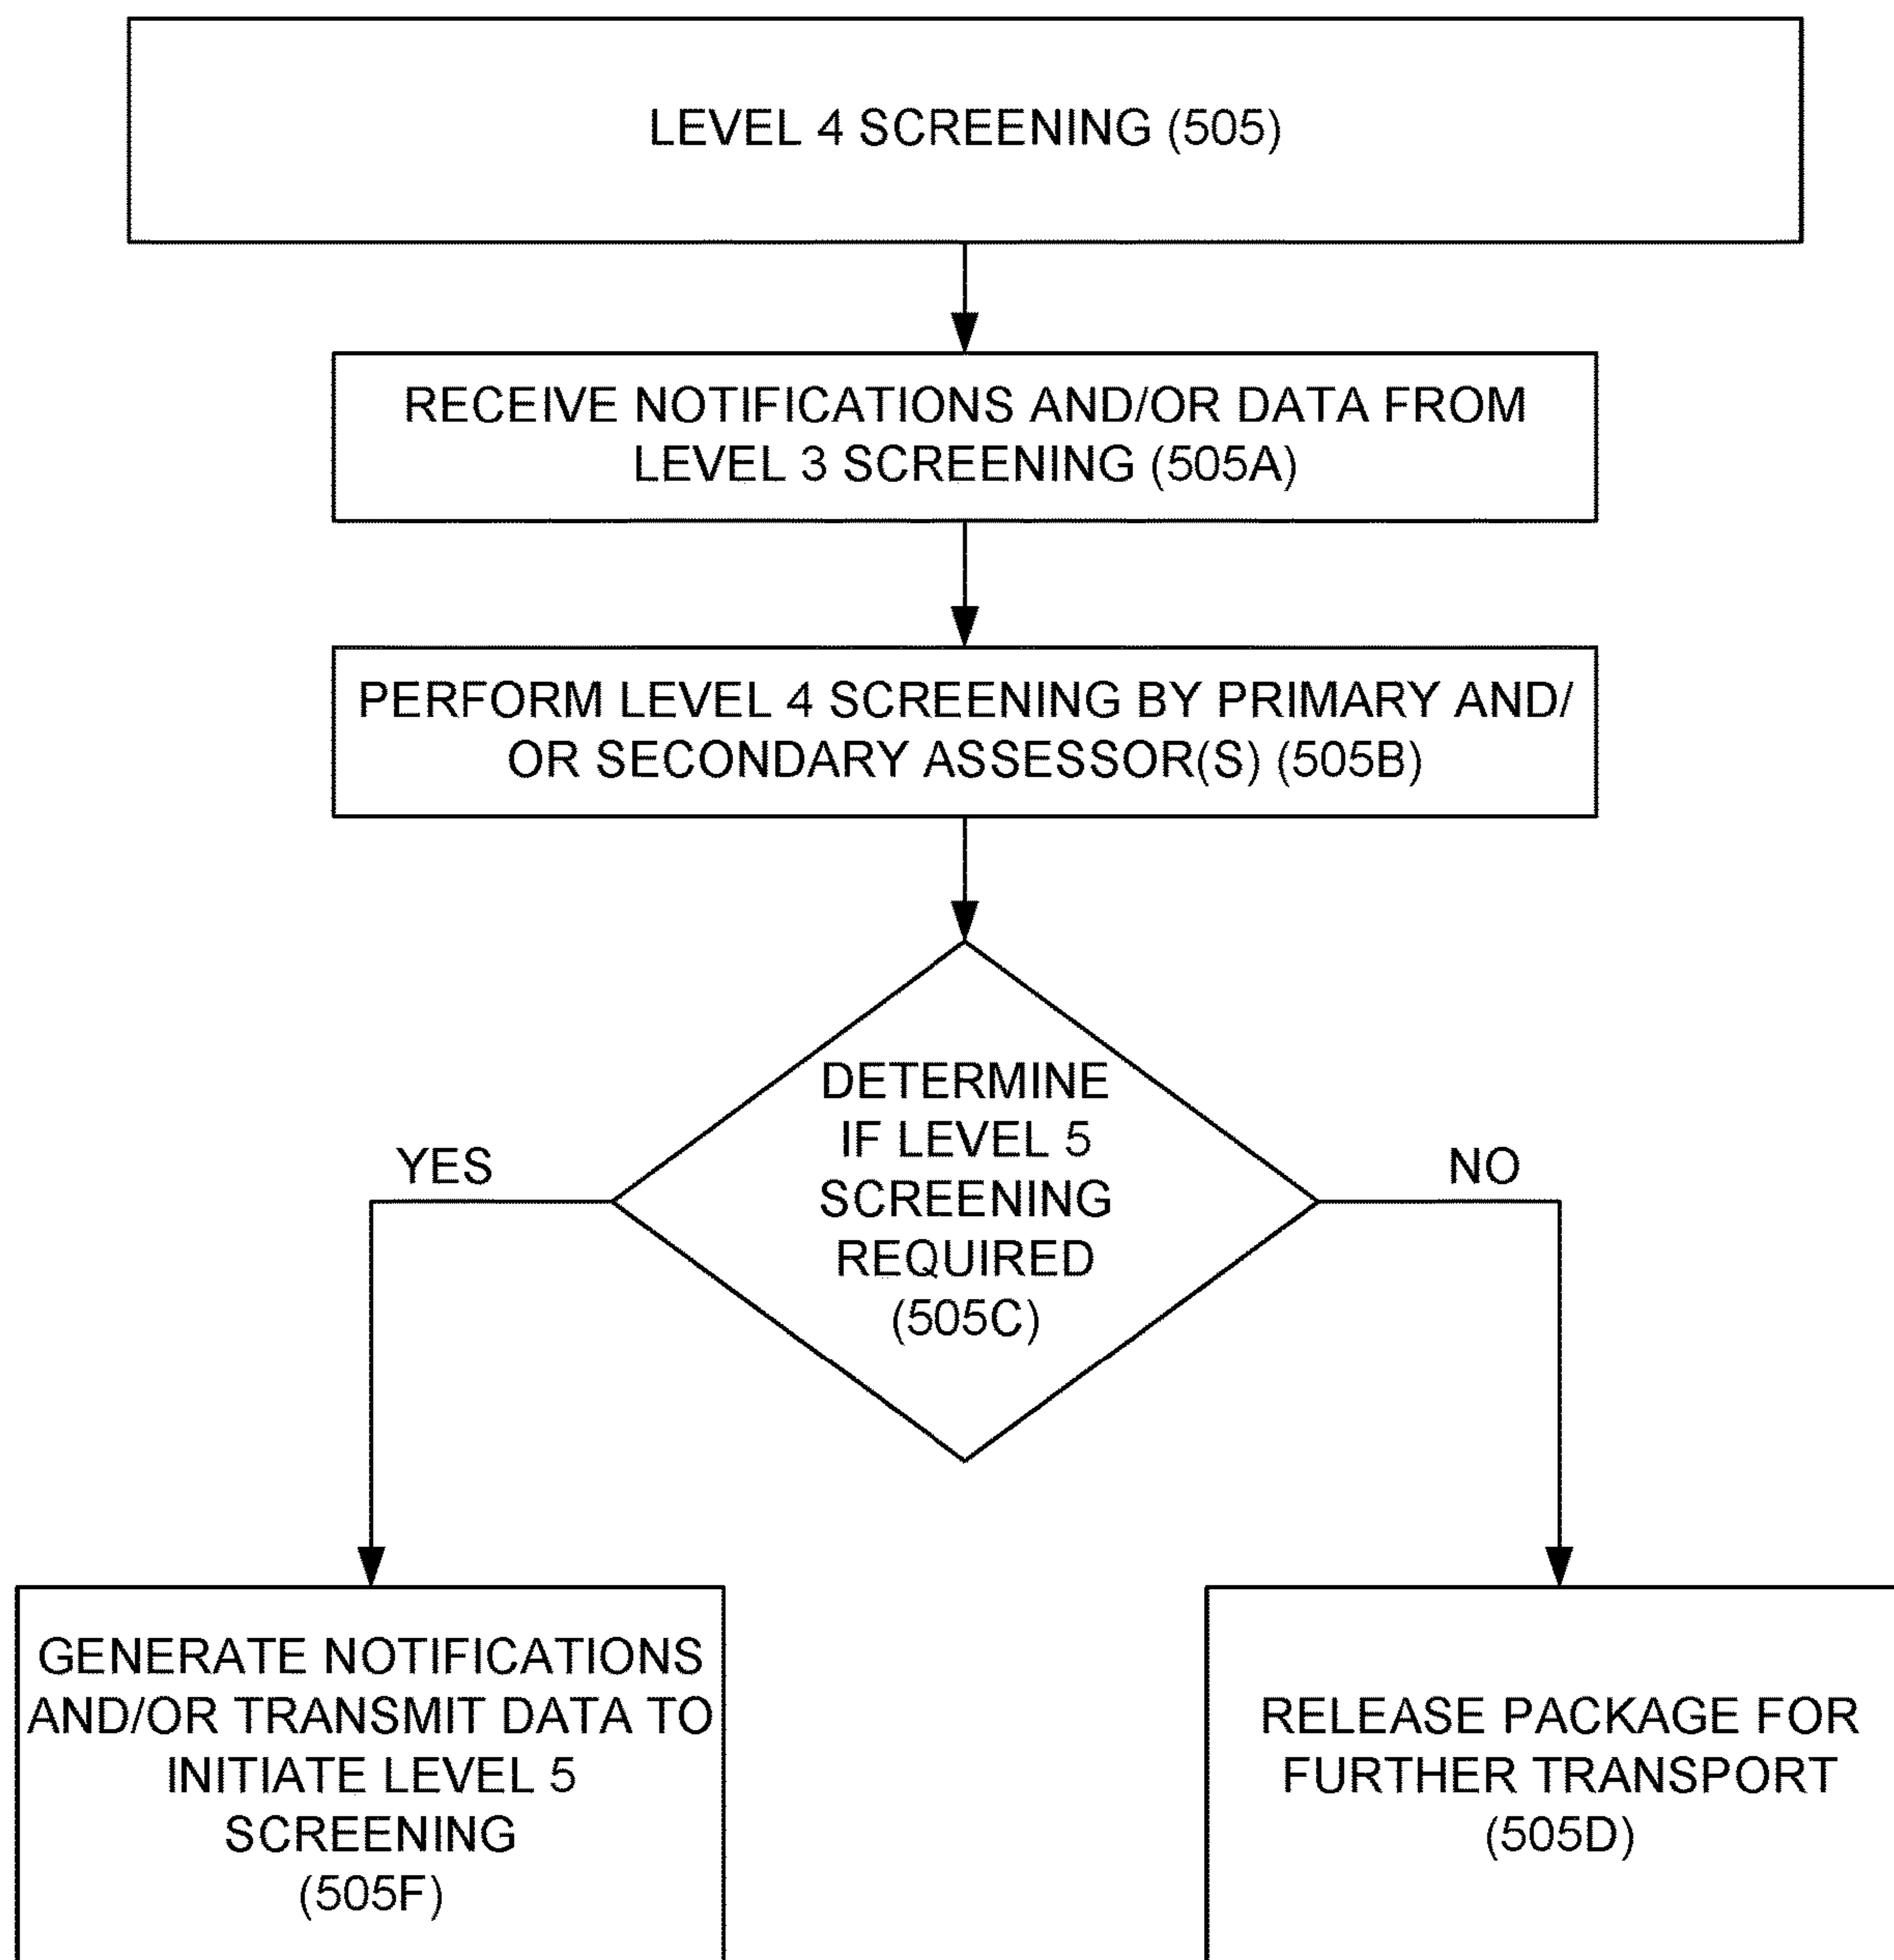 LEVEL 4 SCREENING (505)
RECEIVE NOTIFICATIONS AND/OR DATA FROM
LEVEL 3 SCREENING (505A)
PERFORM LEVEL 4 SCREENING BY PRIMARY AND/
OR SECONDARY ASSESSOR(S) (505B)
DETERMINE
IF LEVEL 5
SCREENING
REQUIRED
(505C)
YES
NO
GENERATE NOTIFICATIONS
AND/OR TRANSMIT DATA TO
INITIATE LEVEL 5
SCREENING
(505F)
RELEASE PACKAGE FOR
FURTHER TRANSPORT
(505D)